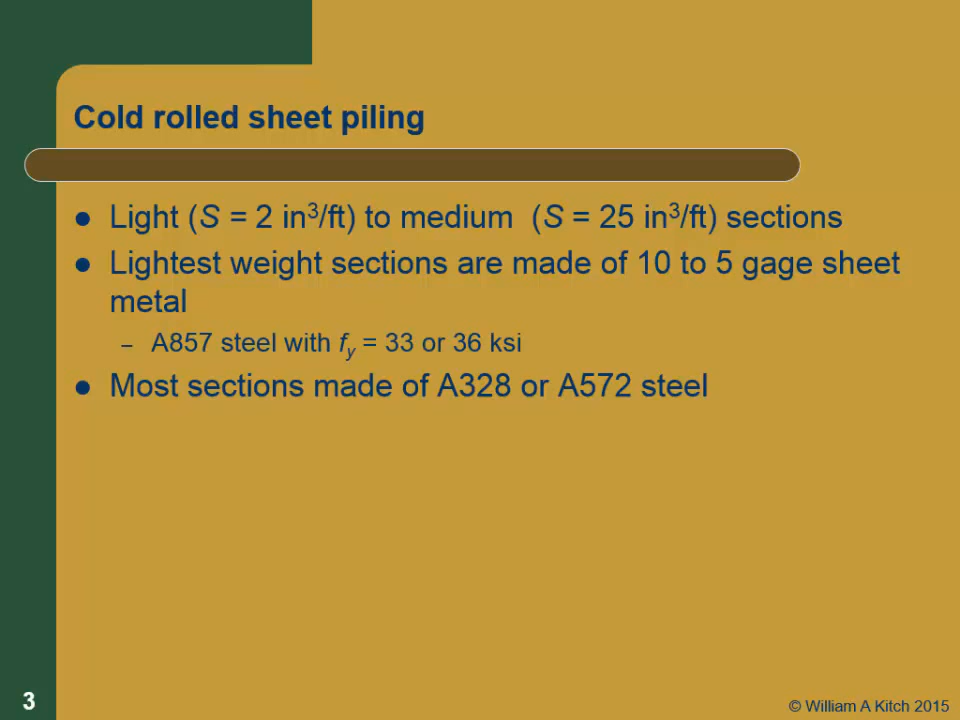 Cold rolled sheet piling
● Light (S = 2 in³/ft) to medium  (S = 25 in³/ft) sections
● Lightest weight sections are made of 10 to 5 gage sheet
metal
– A857 steel with fy = 33 or 36 ksi
● Most sections made of A328 or A572 steel
3
© William A Kitch 2015